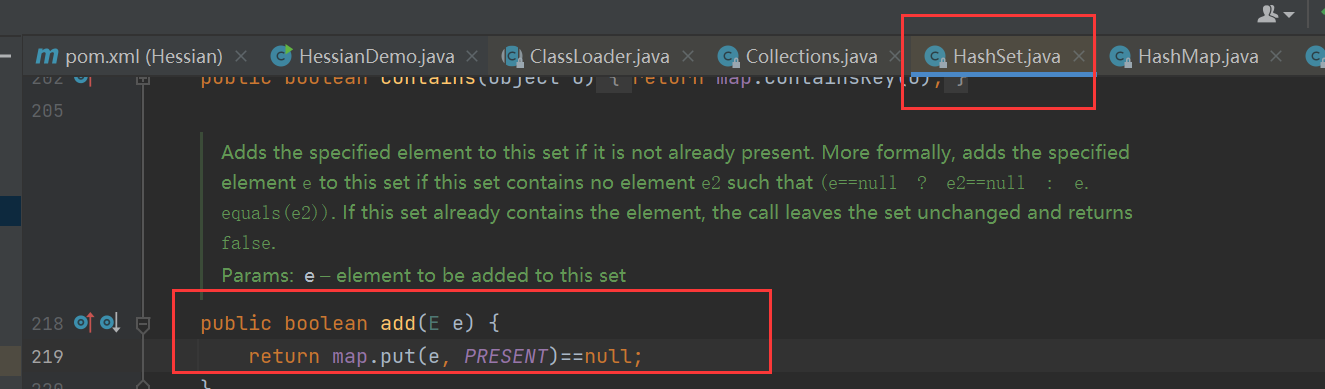 pom.xml (Hessian) HessianDemo.java ClassLoader.java Collections.java HashSet.java HashMap.java
202 public boolean contains(Object o) { return map.containsKey(o); }
205
Adds the specified element to this set if it is not already present. More formally, adds the specified
element e to this set if this set contains no element e2 such that (e==null ? e2==null : e.
equals(e2)). If this set already contains the element, the call leaves the set unchanged and returns
false.
Params: e – element to be added to this set
218 public boolean add(E e) {
219 return map.put(e, PRESENT)==null;
220 }